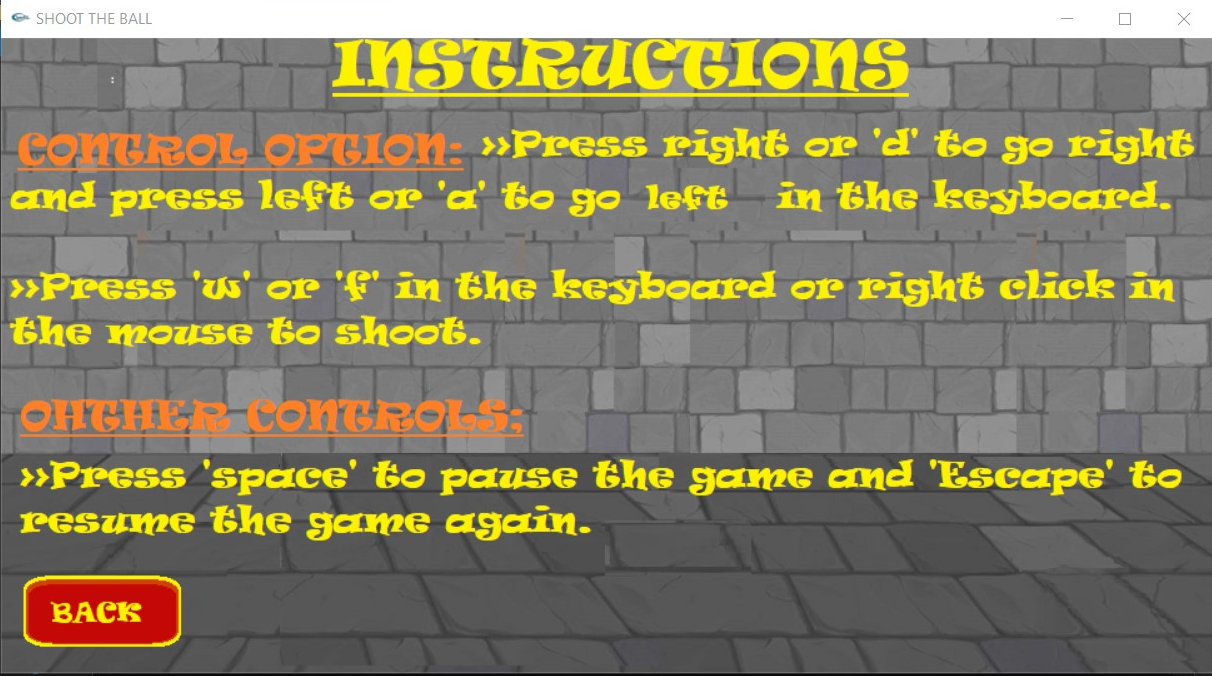 SHOOT THE BALL
INSTRUCTIONS
CONTROL OPTION: >>Press right or 'd' to go right
and press left or 'a' to go left in the keyboard.
>>Press 'w' or 'f' in the keyboard or right click in
the mouse to shoot.
OHTHER CONTROLS;
>>Press 'space' to pause the game and 'Escape' to
resume the game again.
BACK